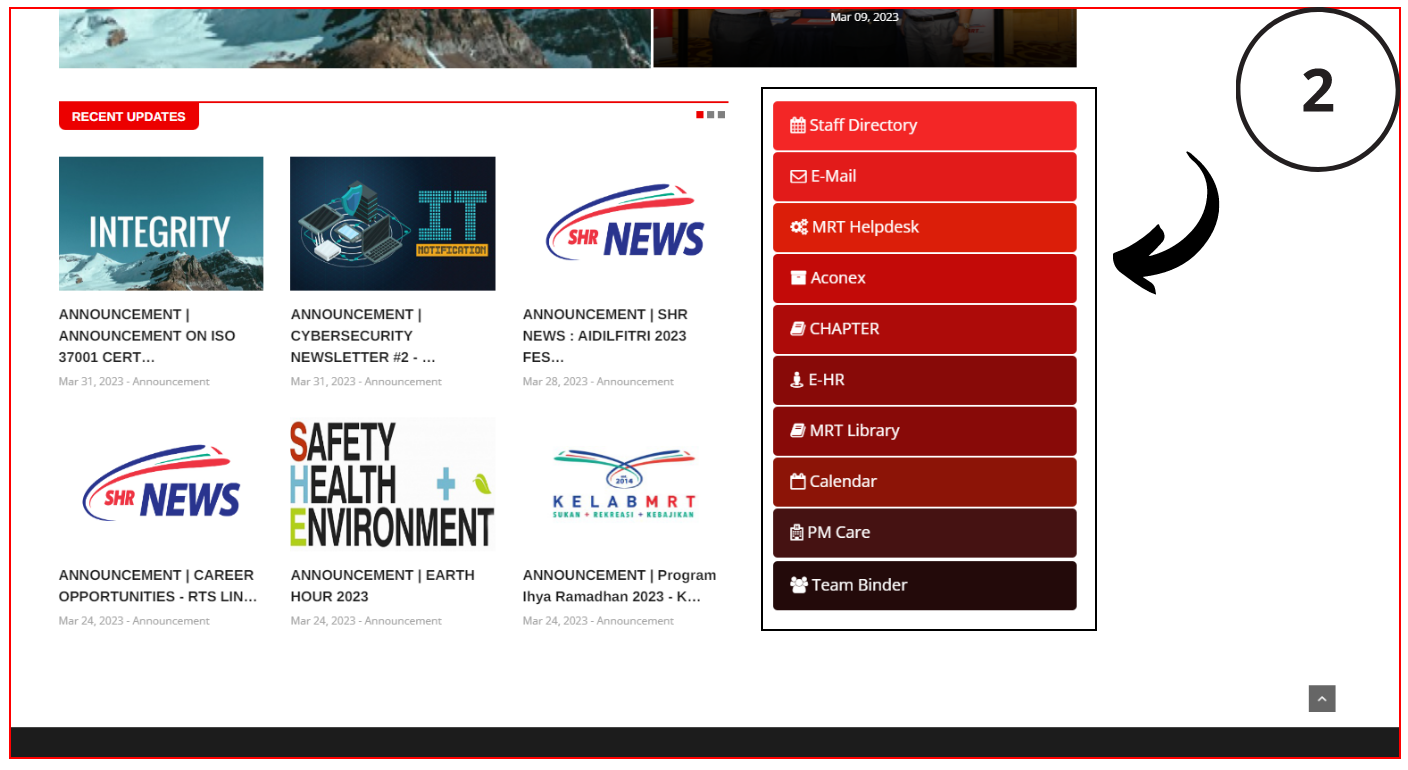 Mar 09, 2023
2
RECENT UPDATES
INTEGRITY
IT
NOTIFICATION
SHR NEWS
ANNOUNCEMENT |
ANNOUNCEMENT ON ISO
37001 CERT…
Mar 31, 2023 - Announcement
ANNOUNCEMENT |
CYBERSECURITY
NEWSLETTER #2 - …
Mar 31, 2023 - Announcement
ANNOUNCEMENT | SHR
NEWS : AIDILFITRI 2023
FES…
Mar 28, 2023 - Announcement
SHR NEWS
SAFETY
HEALTH
ENVIRONMENT
2014
KELAB MRT
SUKAN + REKREASI + KEBAJIKAN
ANNOUNCEMENT | CAREER
OPPORTUNITIES - RTS LIN…
Mar 24, 2023 - Announcement
ANNOUNCEMENT | EARTH
HOUR 2023
Mar 24, 2023 - Announcement
ANNOUNCEMENT | Program
Ihya Ramadhan 2023 - K…
Mar 24, 2023 - Announcement
Staff Directory
E-Mail
MRT Helpdesk
Aconex
CHAPTER
E-HR
MRT Library
Calendar
PM Care
Team Binder